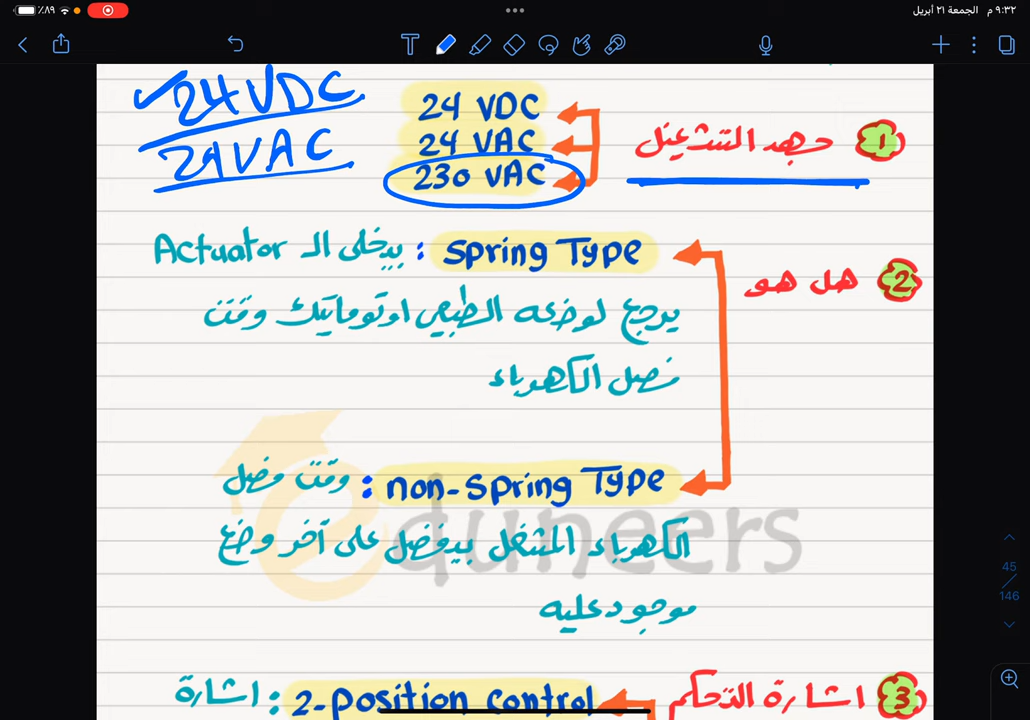 ٩:٣٢ م الجمعة ٢١ أبريل
٪٨٩
24VDC
24VAC
① جهد التشغيل
24 VDC
24 VAC
230 VAC
② هل هو
Spring Type : بيخلى الـ Actuator
يرجع لوضعه الطبيعي اوتوماتيك وقت
فصل الكهرباء
non-spring Type : وقت فصل
الكهرباء المشغل بيفضل على آخر وضع
موجود عليه
eduneers
③ اشارة التحكم
2-position control : اشارة
45
146